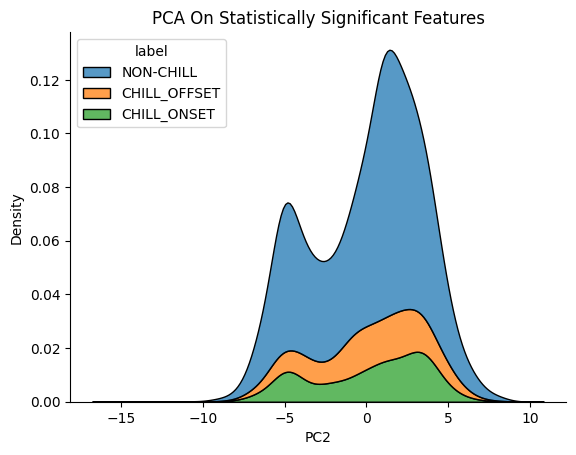 PCA On Statistically Significant Features
label
NON-CHILL
CHILL_OFFSET
CHILL_ONSET
Density
0.12
0.10
0.08
0.06
0.04
0.02
0.00
−15
−10
−5
0
5
10
PC2